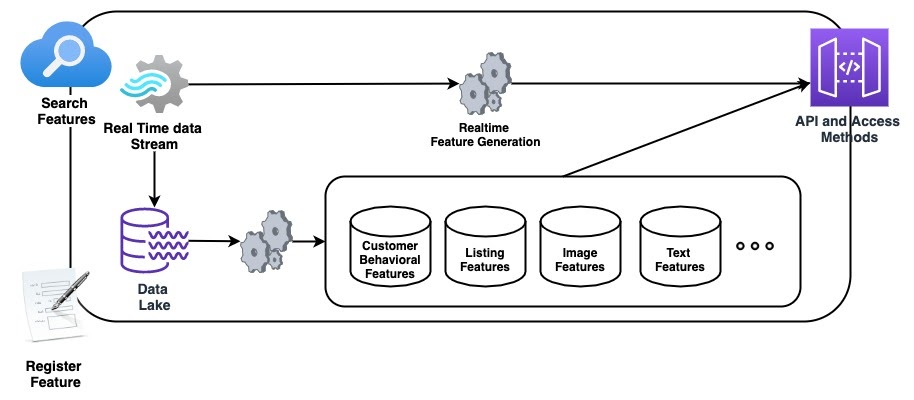 Search
Features
Real Time data
Stream
Realtime
Feature Generation
</>
API and Access
Methods
Data
Lake
Customer
Behavioral
Features
Listing
Features
Image
Features
Text
Features
Register
Feature